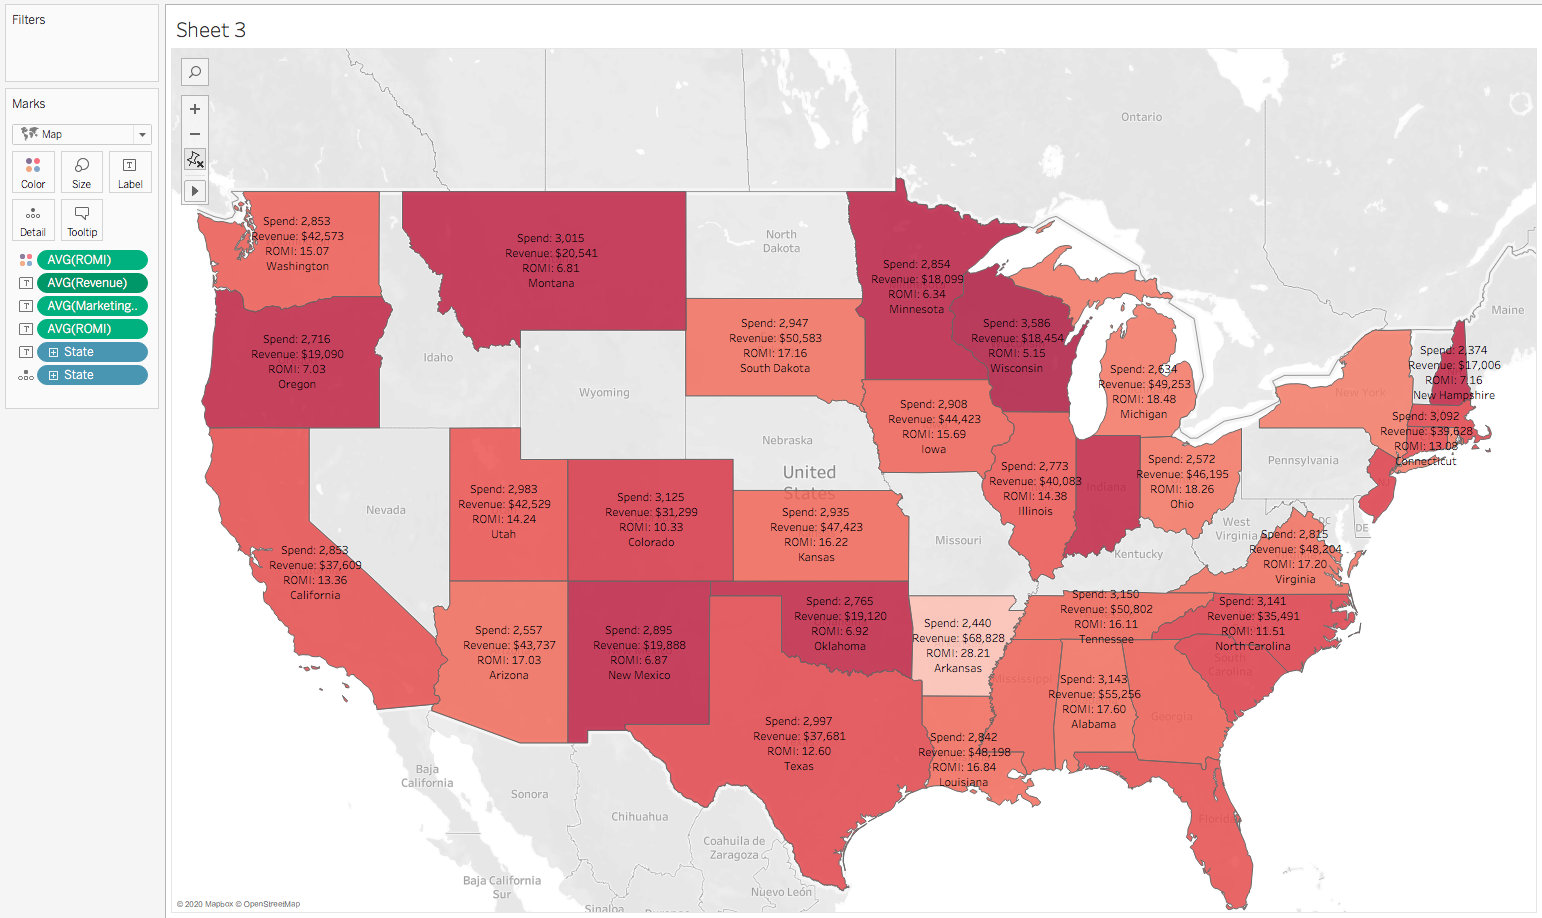 Filters
Marks
Map
Color
Size
Label
Detail
Tooltip
AVG(ROMI)
AVG(Revenue)
AVG(Marketing..
AVG(ROMI)
State
State
Sheet 3
Ontario
Maine
North
Dakota
Idaho
Wyoming
Nebraska
Nevada
United
States
Missouri
Kentucky
West
Virginia
Pennsylvania
DC
DE
New York
Indiana
Mississippi
Georgia
South
Carolina
Florida
Spend: 2,853
Revenue: $42,573
ROMI: 15.07
Washington
Spend: 3,015
Revenue: $20,541
ROMI: 6.81
Montana
Spend: 2,716
Revenue: $19,090
ROMI: 7.03
Oregon
Spend: 2,947
Revenue: $50,583
ROMI: 17.16
South Dakota
Spend: 2,854
Revenue: $18,099
ROMI: 6.34
Minnesota
Spend: 3,586
Revenue: $18,454
ROMI: 5.15
Wisconsin
Spend: 2,634
Revenue: $49,253
ROMI: 18.48
Michigan
Spend: 2,374
Revenue: $17,006
ROMI: 7.16
New Hampshire
Spend: 3,092
Revenue: $39,628
ROMI: 13.08
Connecticut
Spend: 2,908
Revenue: $44,423
ROMI: 15.69
Iowa
Spend: 2,773
Revenue: $40,083
ROMI: 14.38
Illinois
Spend: 2,572
Revenue: $46,195
ROMI: 18.26
Ohio
Spend: 2,983
Revenue: $42,529
ROMI: 14.24
Utah
Spend: 3,125
Revenue: $31,299
ROMI: 10.33
Colorado
Spend: 2,935
Revenue: $47,423
ROMI: 16.22
Kansas
Spend: 2,853
Revenue: $37,609
ROMI: 13.36
California
Spend: 2,815
Revenue: $48,204
ROMI: 17.20
Virginia
Spend: 3,150
Revenue: $50,802
ROMI: 16.11
Tennessee
Spend: 3,141
Revenue: $35,491
ROMI: 11.51
North Carolina
Spend: 2,557
Revenue: $43,737
ROMI: 17.03
Arizona
Spend: 2,895
Revenue: $19,888
ROMI: 6.87
New Mexico
Spend: 2,765
Revenue: $19,120
ROMI: 6.92
Oklahoma
Spend: 2,440
Revenue: $68,828
ROMI: 28.21
Arkansas
Spend: 3,143
Revenue: $55,256
ROMI: 17.60
Alabama
Spend: 2,997
Revenue: $37,681
ROMI: 12.60
Texas
Spend: 2,842
Revenue: $48,198
ROMI: 16.84
Louisiana
Baja
California
Sonora
Chihuahua
Coahuila de
Zaragoza
Baja California
Sur
Nuevo León
Sinaloa
© 2020 Mapbox © OpenStreetMap